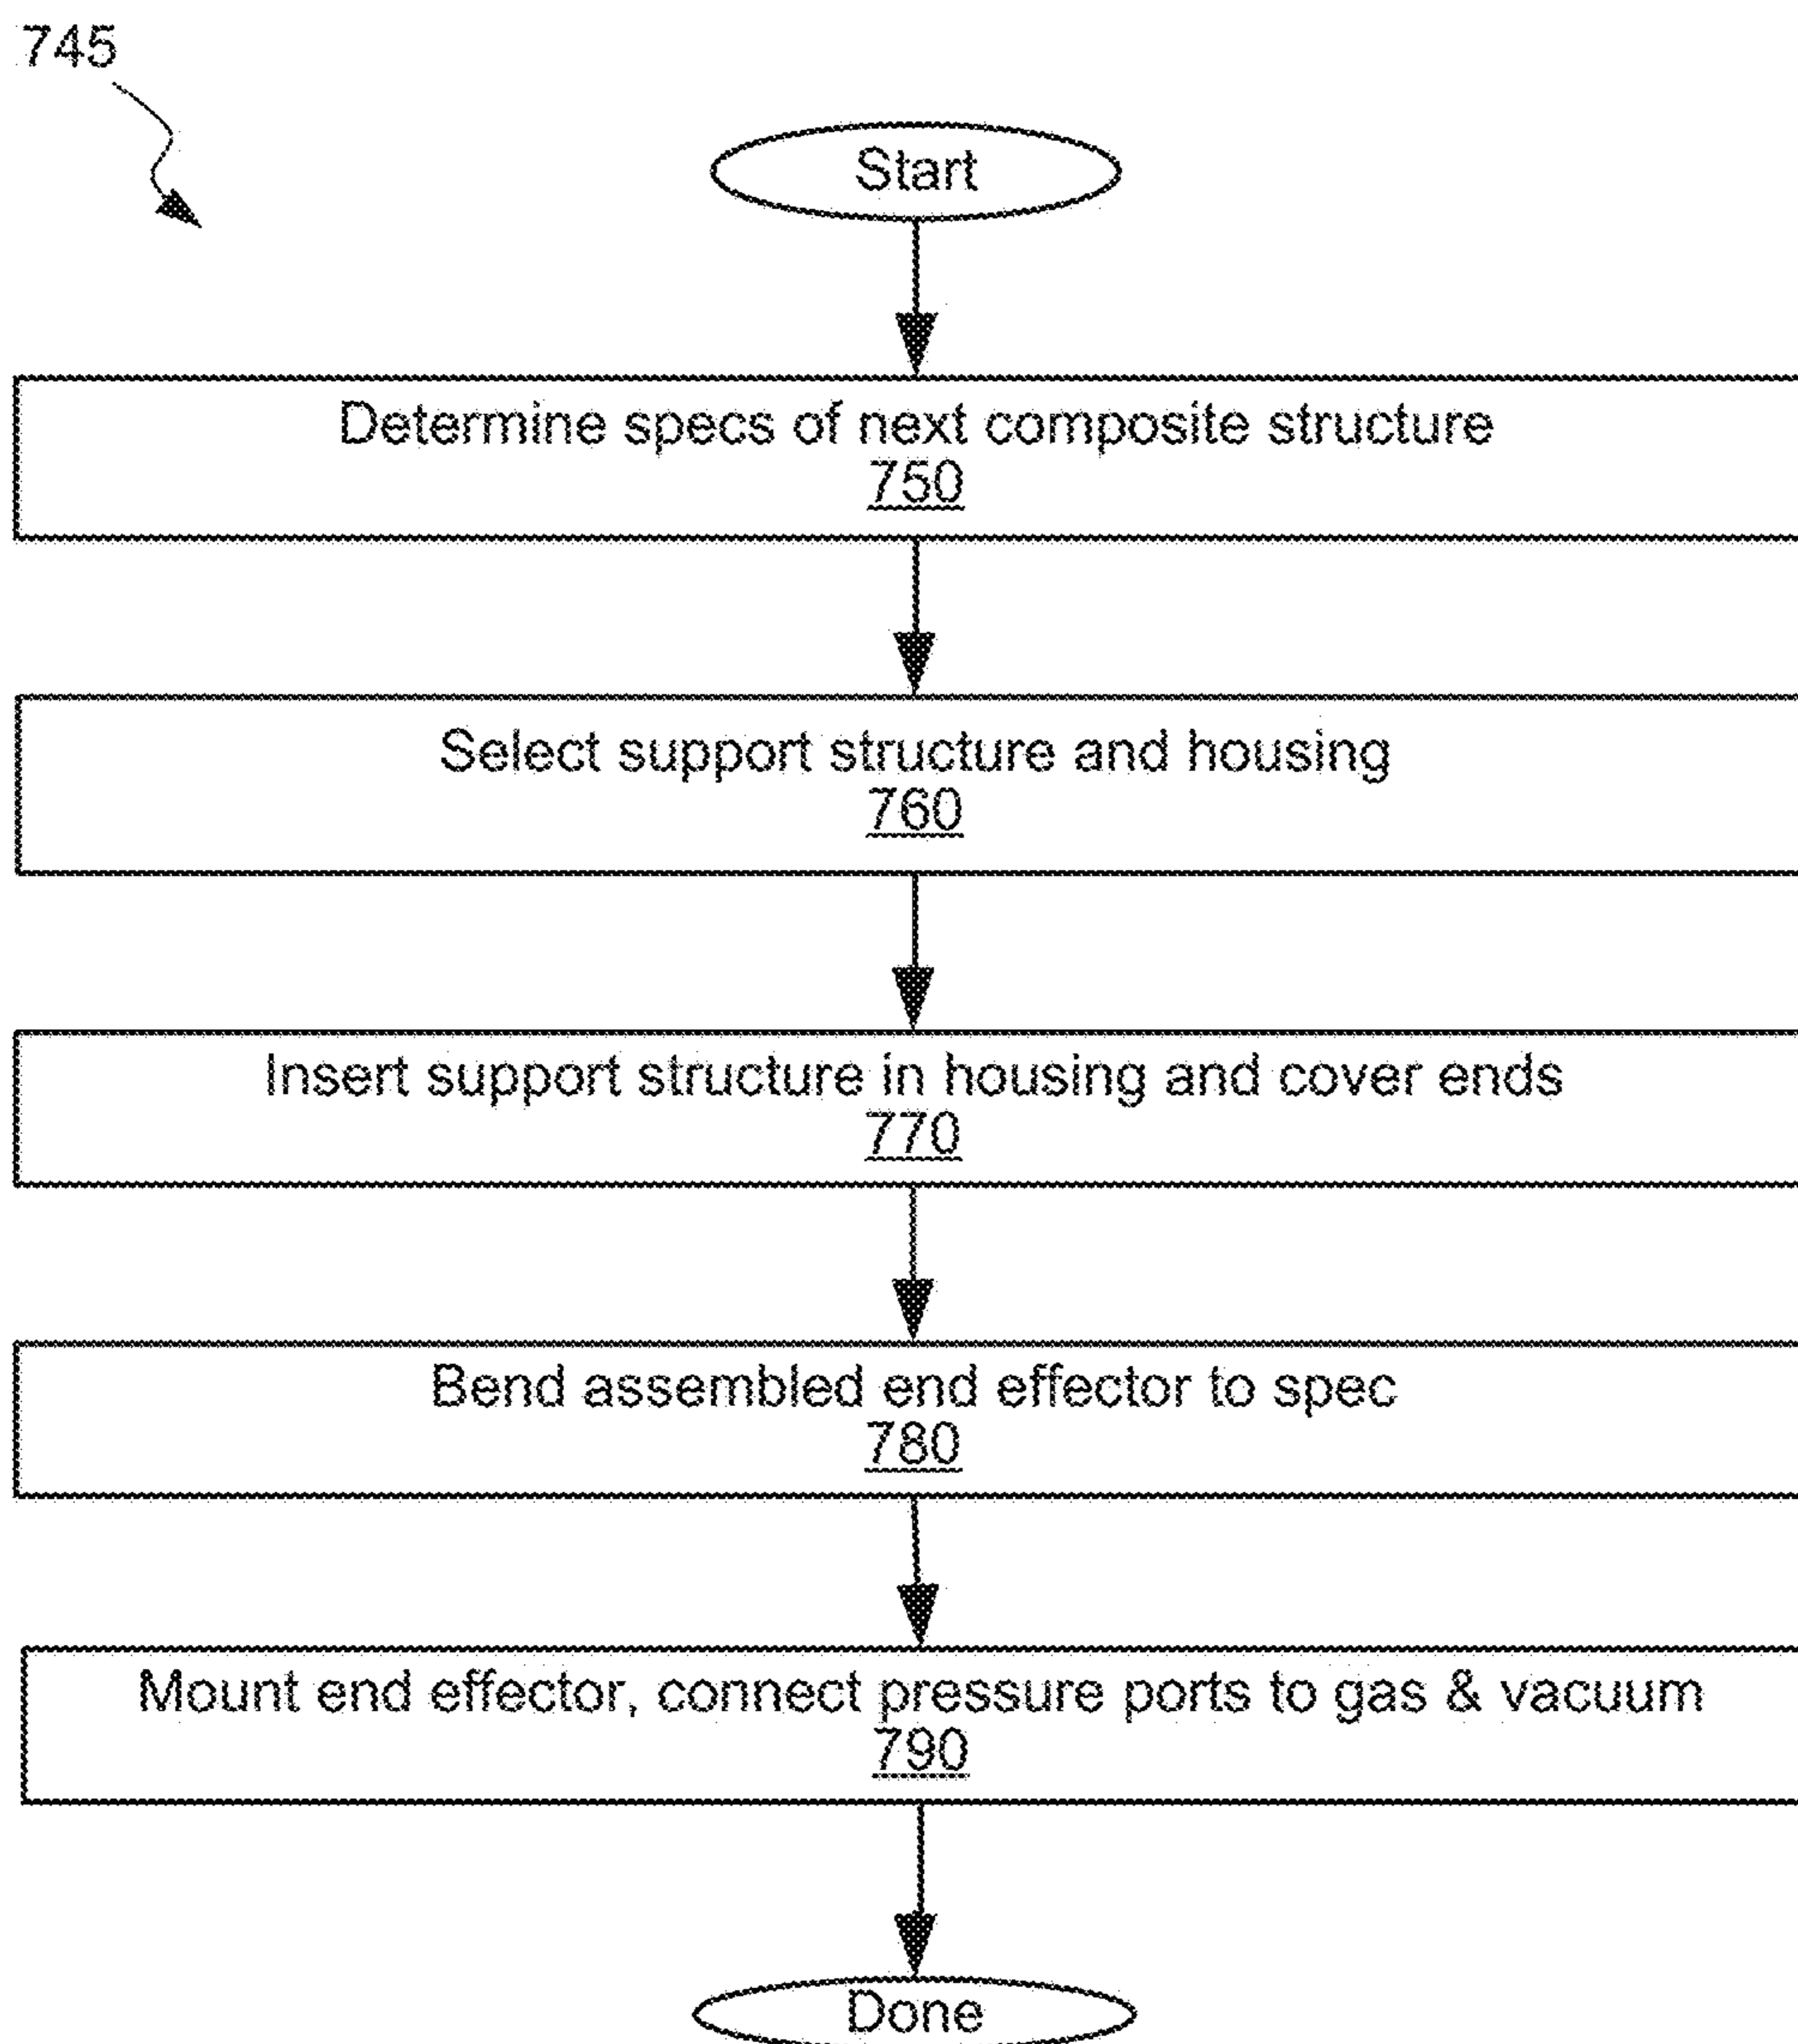 745
Start
Determine specs of next composite structure
750
Select support structure and housing
760
Insert support structure in housing and cover ends
770
Bend assembled end effector to spec
780
Mount end effector, connect pressure ports to gas & vacuum
790
Done